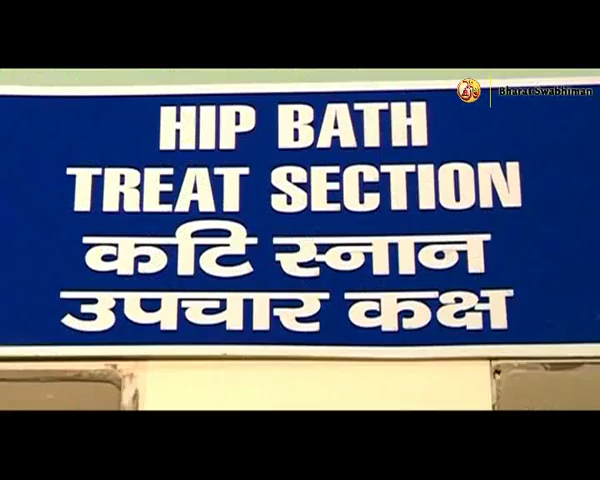 Bharat Swabhiman
HIP BATH
TREAT SECTION
कटि स्नान
उपचार कक्ष